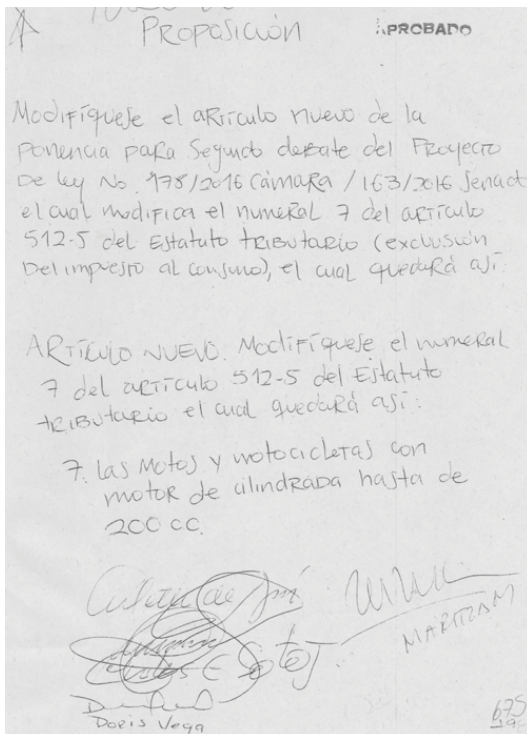 PROPOSICIÓN
APROBADO
Modifíquese el artículo nuevo de la
ponencia para Segundo debate del Proyecto
De ley No. 178/2016 Cámara / 163/2016 Senado
el cual modifica el numeral 7 del artículo
512-5 del Estatuto tributario (exclusión
Del impuesto al consumo), el cual quedará así:
ARTÍCULO NUEVO. Modifíquese el numeral
7 del artículo 512-5 del Estatuto
tributario el cual quedará así:
7. las Motos y motocicletas con
motor de cilindrada hasta de
200 CC.
Carlos E Soto J.
Doris Vega
675